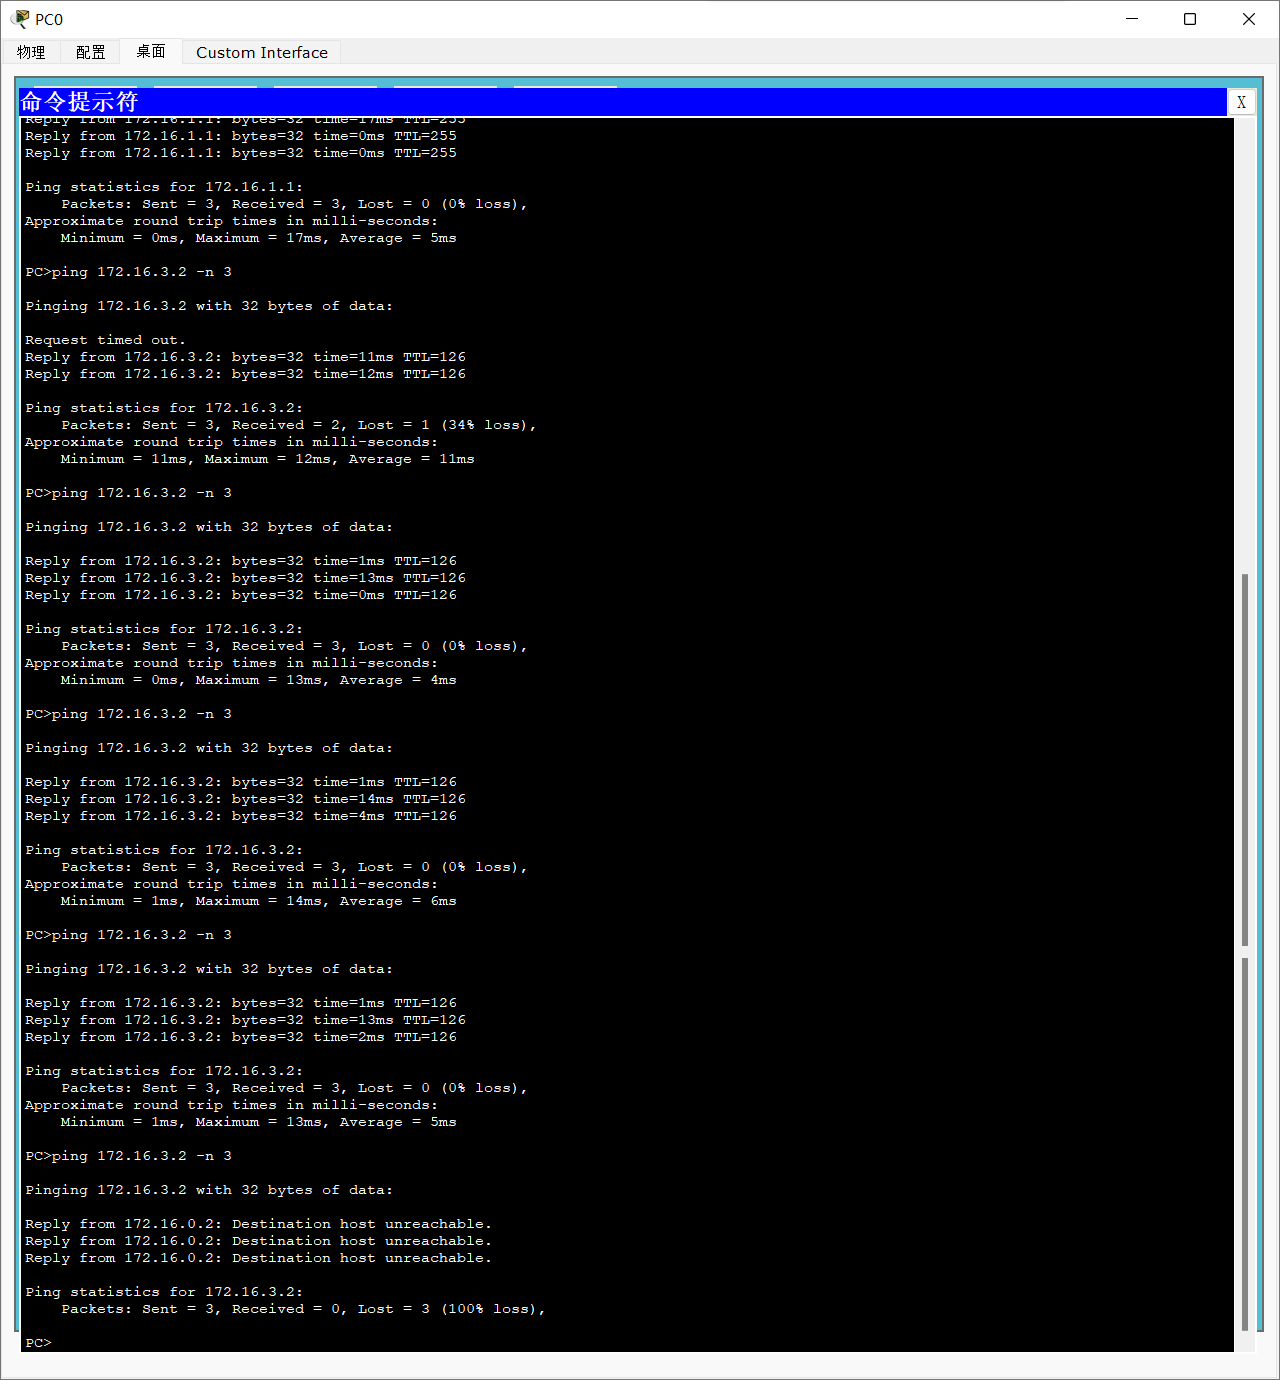 PC0
物理 配置 桌面 Custom Interface
命令提示符 X
Reply from 172.16.1.1: bytes=32 time=17ms TTL=255
Reply from 172.16.1.1: bytes=32 time=0ms TTL=255
Reply from 172.16.1.1: bytes=32 time=0ms TTL=255
Ping statistics for 172.16.1.1:
Packets: Sent = 3, Received = 3, Lost = 0 (0% loss),
Approximate round trip times in milli-seconds:
Minimum = 0ms, Maximum = 17ms, Average = 5ms
PC>ping 172.16.3.2 -n 3
Pinging 172.16.3.2 with 32 bytes of data:
Request timed out.
Reply from 172.16.3.2: bytes=32 time=11ms TTL=126
Reply from 172.16.3.2: bytes=32 time=12ms TTL=126
Ping statistics for 172.16.3.2:
Packets: Sent = 3, Received = 2, Lost = 1 (34% loss),
Approximate round trip times in milli-seconds:
Minimum = 11ms, Maximum = 12ms, Average = 11ms
PC>ping 172.16.3.2 -n 3
Pinging 172.16.3.2 with 32 bytes of data:
Reply from 172.16.3.2: bytes=32 time=1ms TTL=126
Reply from 172.16.3.2: bytes=32 time=13ms TTL=126
Reply from 172.16.3.2: bytes=32 time=0ms TTL=126
Ping statistics for 172.16.3.2:
Packets: Sent = 3, Received = 3, Lost = 0 (0% loss),
Approximate round trip times in milli-seconds:
Minimum = 0ms, Maximum = 13ms, Average = 4ms
PC>ping 172.16.3.2 -n 3
Pinging 172.16.3.2 with 32 bytes of data:
Reply from 172.16.3.2: bytes=32 time=1ms TTL=126
Reply from 172.16.3.2: bytes=32 time=14ms TTL=126
Reply from 172.16.3.2: bytes=32 time=4ms TTL=126
Ping statistics for 172.16.3.2:
Packets: Sent = 3, Received = 3, Lost = 0 (0% loss),
Approximate round trip times in milli-seconds:
Minimum = 1ms, Maximum = 14ms, Average = 6ms
PC>ping 172.16.3.2 -n 3
Pinging 172.16.3.2 with 32 bytes of data:
Reply from 172.16.3.2: bytes=32 time=1ms TTL=126
Reply from 172.16.3.2: bytes=32 time=13ms TTL=126
Reply from 172.16.3.2: bytes=32 time=2ms TTL=126
Ping statistics for 172.16.3.2:
Packets: Sent = 3, Received = 3, Lost = 0 (0% loss),
Approximate round trip times in milli-seconds:
Minimum = 1ms, Maximum = 13ms, Average = 5ms
PC>ping 172.16.3.2 -n 3
Pinging 172.16.3.2 with 32 bytes of data:
Reply from 172.16.0.2: Destination host unreachable.
Reply from 172.16.0.2: Destination host unreachable.
Reply from 172.16.0.2: Destination host unreachable.
Ping statistics for 172.16.3.2:
Packets: Sent = 3, Received = 0, Lost = 3 (100% loss),
PC>